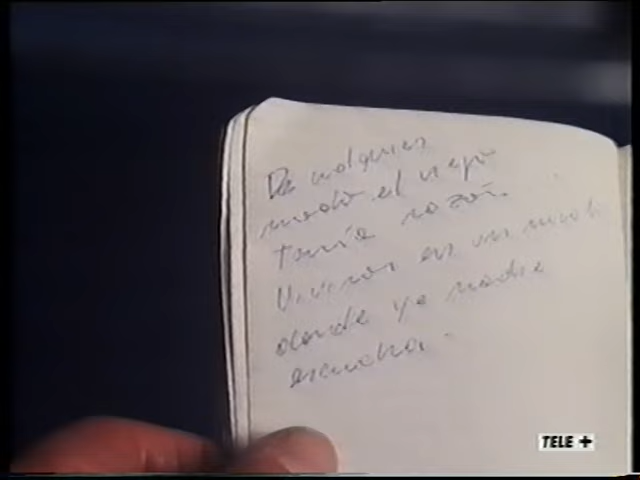 De cualquier
modo el viejo
tenía razón.
Vivimos en un mundo
donde ya nadie
escucha.
TELE +